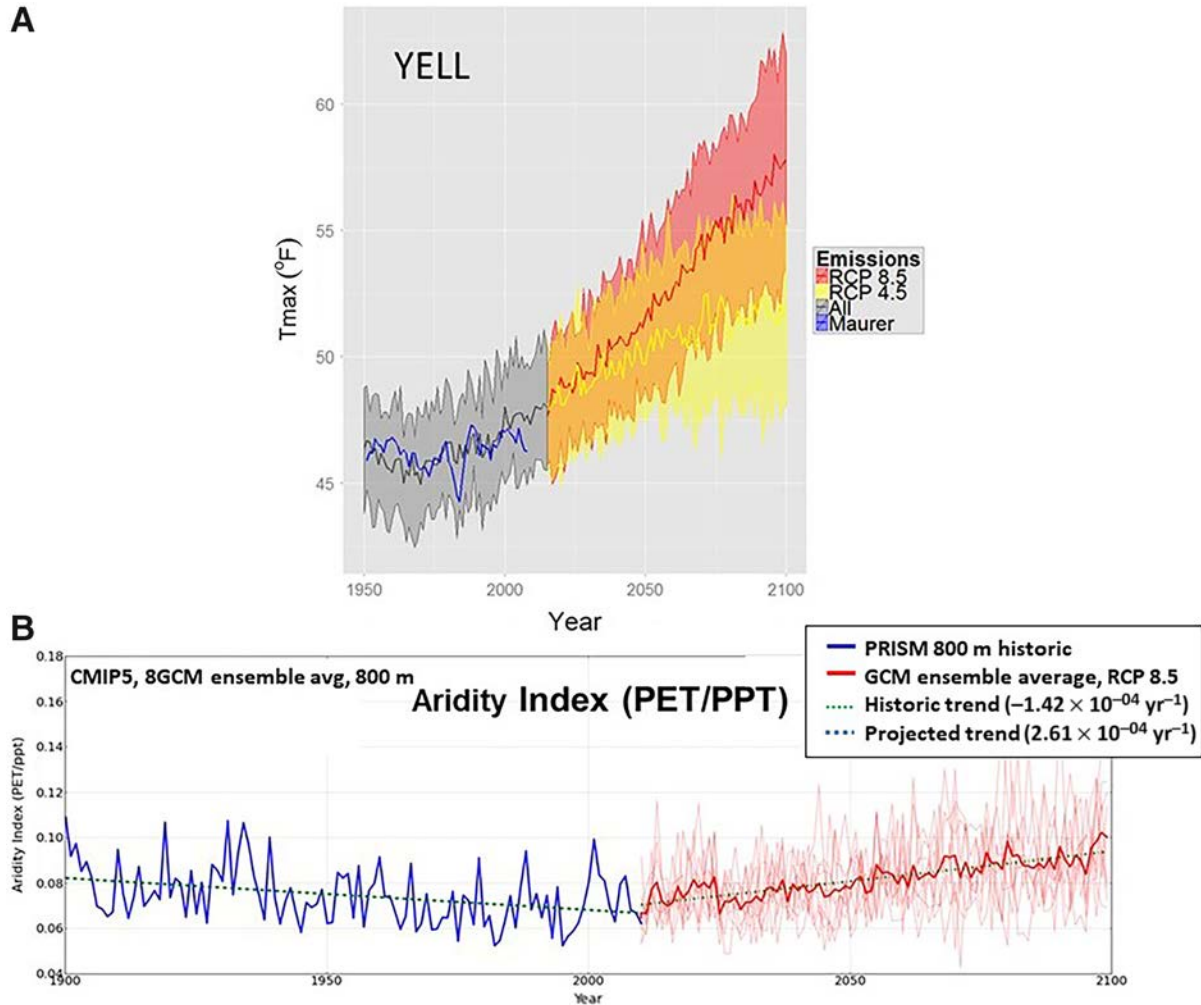 A
YELL
60
55
50
45
Tmax (°F)
1950
2000
2050
2100
Year
Emissions
RCP 8.5
RCP 4.5
All
Maurer
B
PRISM 800 m historic
GCM ensemble average, RCP 8.5
Historic trend (–1.42 × 10⁻⁰⁴ yr⁻¹)
Projected trend (2.61 × 10⁻⁰⁴ yr⁻¹)
CMIP5, 8GCM ensemble avg, 800 m
Aridity Index (PET/PPT)
0.18
0.16
0.14
0.12
0.10
0.08
0.06
0.04
Aridity Index (PET/ppt)
1900
1950
2000
2050
2100
Year